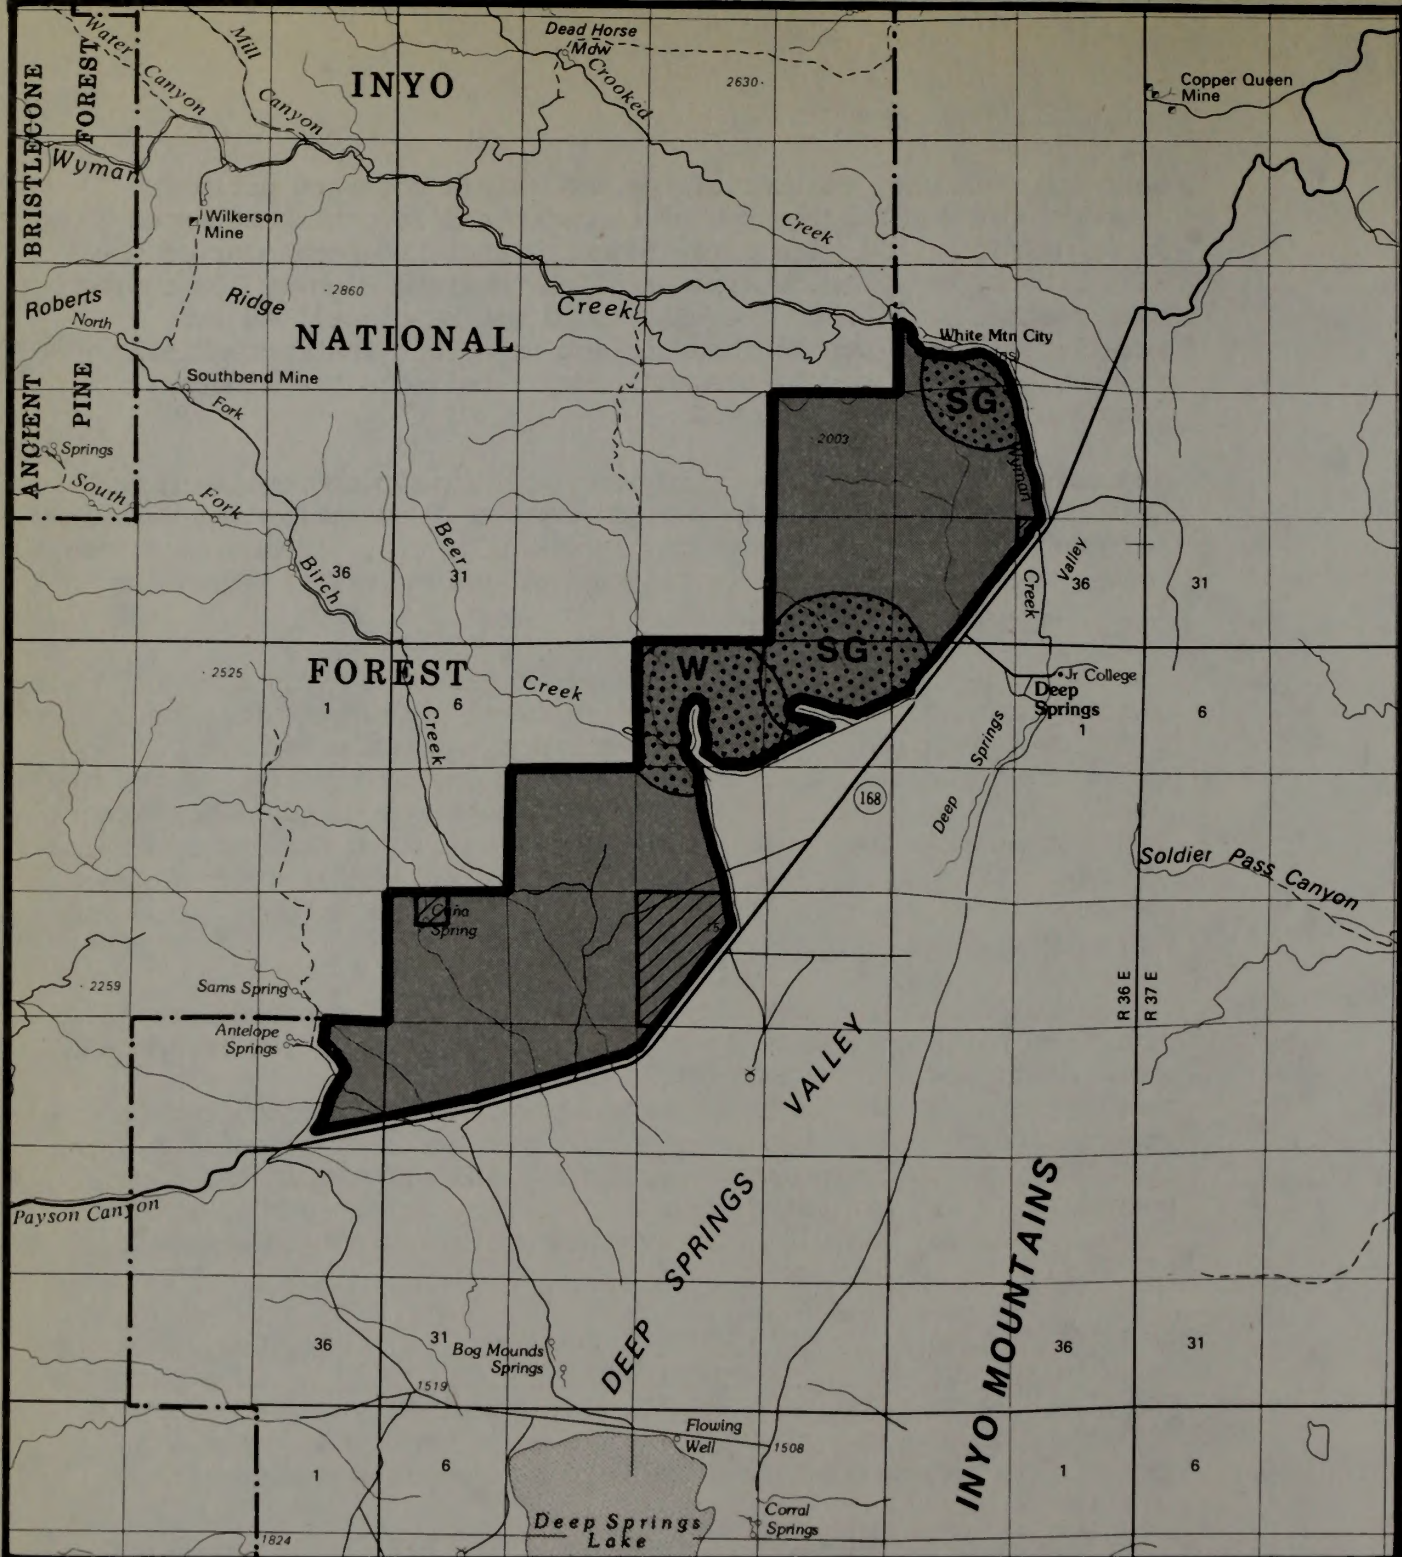 Water
Canyon
Mill
Canyon
INYO
Dead Horse
Mdw
Crooked
Creek
2630
Copper Queen
Mine
BRISTLECONE
FOREST
Wyman
Wilkerson
Mine
Roberts
Ridge
North
2860
Creek
NATIONAL
White Mtn City
Southbend Mine
Fork
ANCIENT
PINE
Springs
South
Fork
SG
2003
Wyman
Beer
36
31
Birch
Valley
Creek
36
31
FOREST
2525
1
6
Creek
Creek
W
SG
Jr College
Deep
Springs
1
6
Deep
Springs
168
Soldier Pass Canyon
Spring
Sams Spring
2259
Antelope
Springs
R 36 E
R 37 E
VALLEY
SPRINGS
DEEP
INYO MOUNTAINS
Payson Canyon
36
31
Bog Mounds
Springs
36
31
1519
Flowing
Well
1508
1
6
1
6
Deep Springs
Lake
Corral
Springs
1824